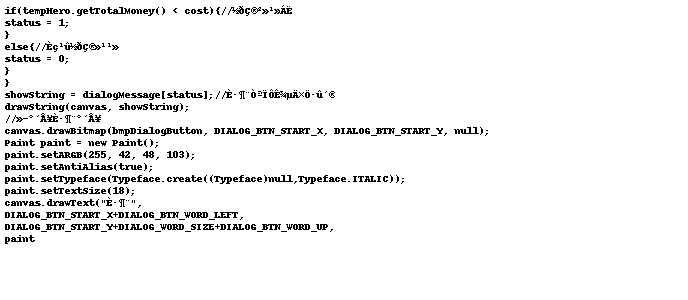 if(tempHero.getTotalMoney() < cost){//½ðÇ®²»¹»ÁË
status = 1;
}
else{//Èç¹û½ðÇ®»¹¹»
status = 0;
}
}
showString = dialogMessage[status];//È·¶¨ÒªÏÔÊ¾µÄ×Ö·û´®
drawString(canvas, showString);
//»­°´Å¥È·¶¨°´Å¥
canvas.drawBitmap(bmpDialogButton, DIALOG_BTN_START_X, DIALOG_BTN_START_Y, null);
Paint paint = new Paint();
paint.setARGB(255, 42, 48, 103);
paint.setAntiAlias(true);
paint.setTypeface(Typeface.create((Typeface)null,Typeface.ITALIC));
paint.setTextSize(18);
canvas.drawText("È·¶¨",
DIALOG_BTN_START_X+DIALOG_BTN_WORD_LEFT,
DIALOG_BTN_START_Y+DIALOG_WORD_SIZE+DIALOG_BTN_WORD_UP,
paint